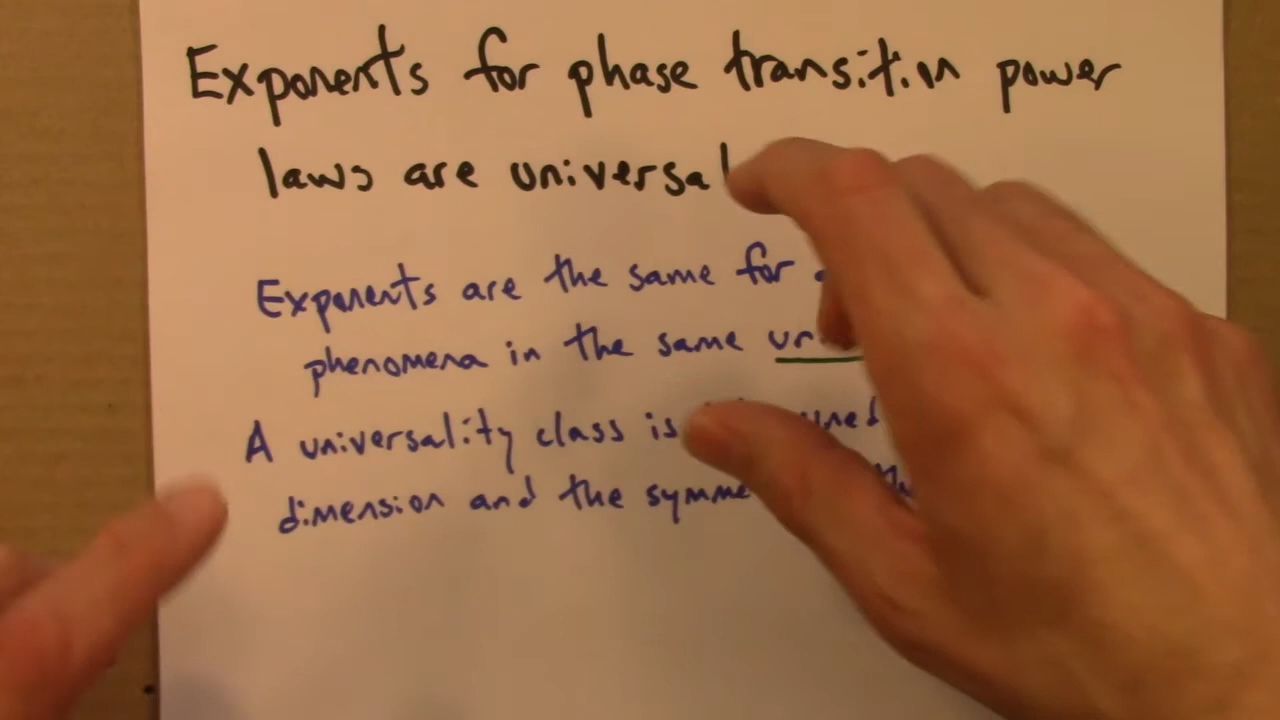 Exponents for phase transition power
laws are universal
Exponents are the same for
phenomena in the same
A universality class is
dimension and the